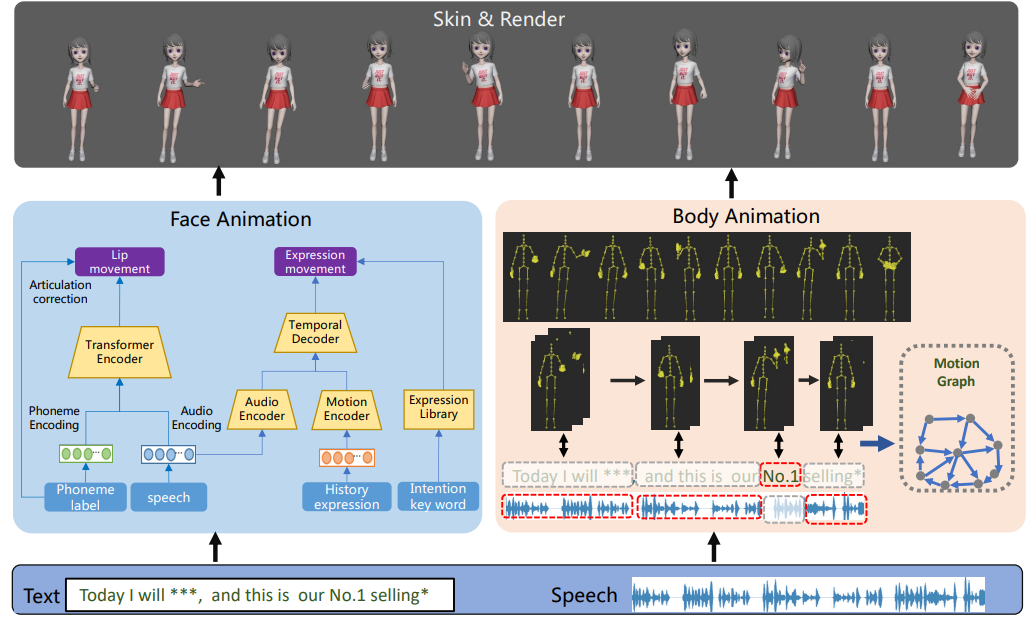 Skin & Render
Face Animation
Lip
movement
Expression
movement
Articulation
correction
Transformer
Encoder
Temporal
Decoder
Phoneme
Encoding
Audio
Encoding
Audio
Encoder
Motion
Encoder
Expression
Library
Phoneme
label
speech
History
expression
Intention
key word
Body Animation
Motion
Graph
Today I will ***, and this is our No.1 selling*
Text
Today I will ***, and this is our No.1 selling*
Speech